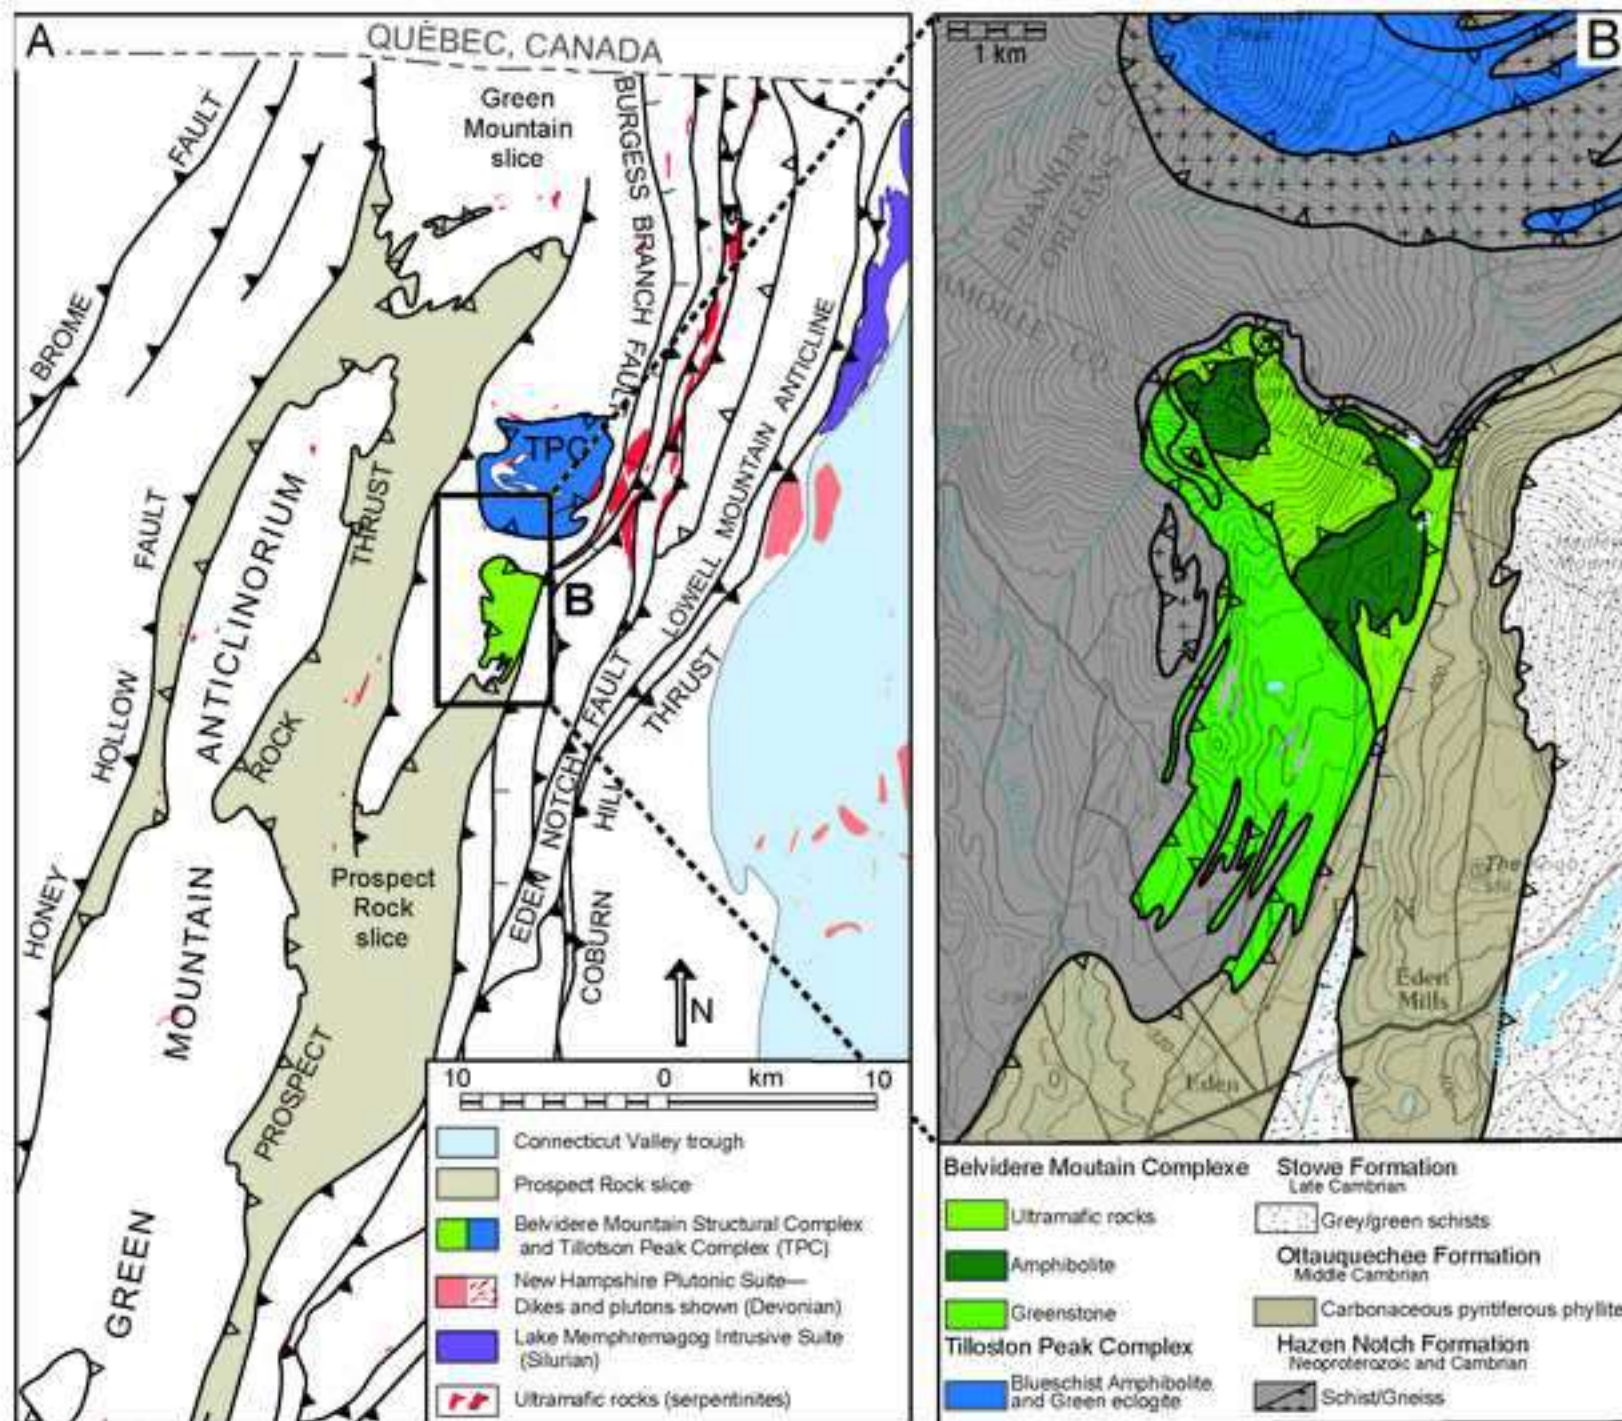 A
QUÉBEC, CANADA
Green
Mountain
slice
FAULT
BURGESS BRANCH FAULT
BROME
LOWELL MOUNTAIN ANTICLINE
TPC
FAULT
THRUST
ANTICLINORIUM
B
HOLLOW
ROCK
FAULT
THRUST
EDEN NOTCH
HILL
HONEY
Prospect
Rock
slice
MOUNTAIN
COBURN
N
PROSPECT
GREEN
10 0 km 10
Connecticut Valley trough
Prospect Rock slice
Belvidere Mountain Structural Complex
and Tillotson Peak Complex (TPC)
New Hampshire Plutonic Suite—
Dikes and plutons shown (Devonian)
Lake Memphremagog Intrusive Suite
(Silurian)
Ultramafic rocks (serpentinites)
B
1 km
FRANKLIN
ORLEANS
AMOILLE CO
E N
Eden
Mills
Eden
Belvidere Moutain Complexe
Ultramafic rocks
Amphibolite
Greenstone
Tilloston Peak Complex
Blueschist Amphibolite
and Green eclogite
Stowe Formation
Late Cambrian
Grey/green schists
Ottauquechee Formation
Middle Cambrian
Carbonaceous pyritiferous phyllite
Hazen Notch Formation
Neoproterozoic and Cambrian
Schist/Gneiss